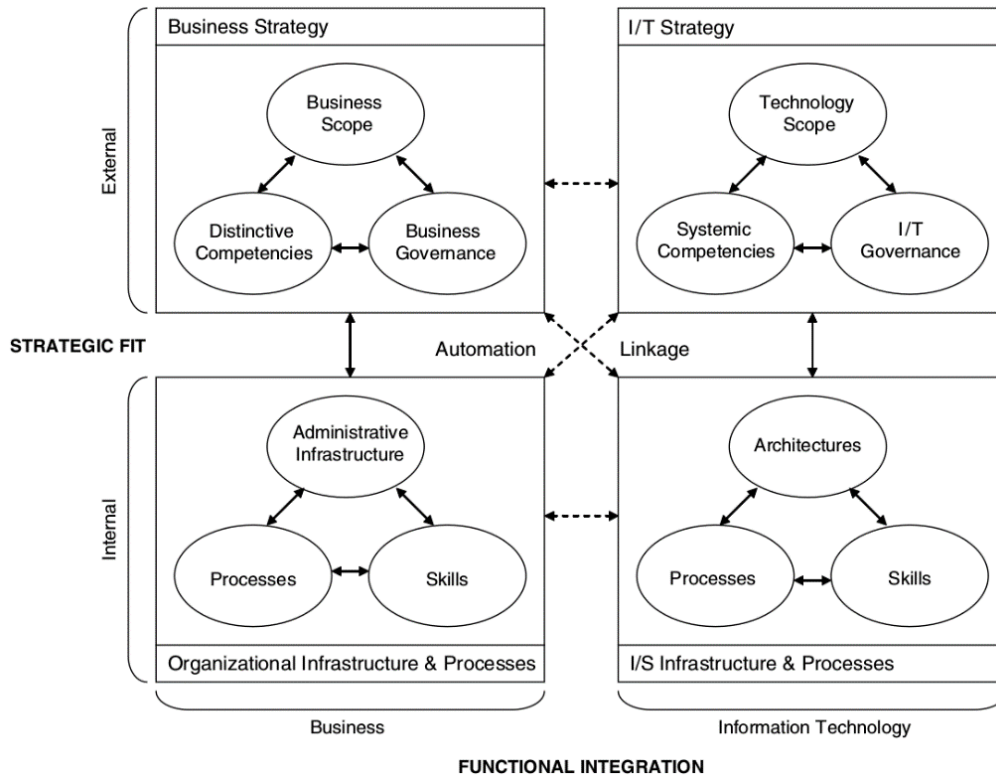 Business Strategy
I/T Strategy
Business
Scope
Technology
Scope
External
Distinctive
Competencies
Business
Governance
Systemic
Competencies
I/T
Governance
STRATEGIC FIT
Automation
Linkage
Administrative
Infrastructure
Architectures
Internal
Processes
Skills
Processes
Skills
Organizational Infrastructure & Processes
I/S Infrastructure & Processes
Business
Information Technology
FUNCTIONAL INTEGRATION